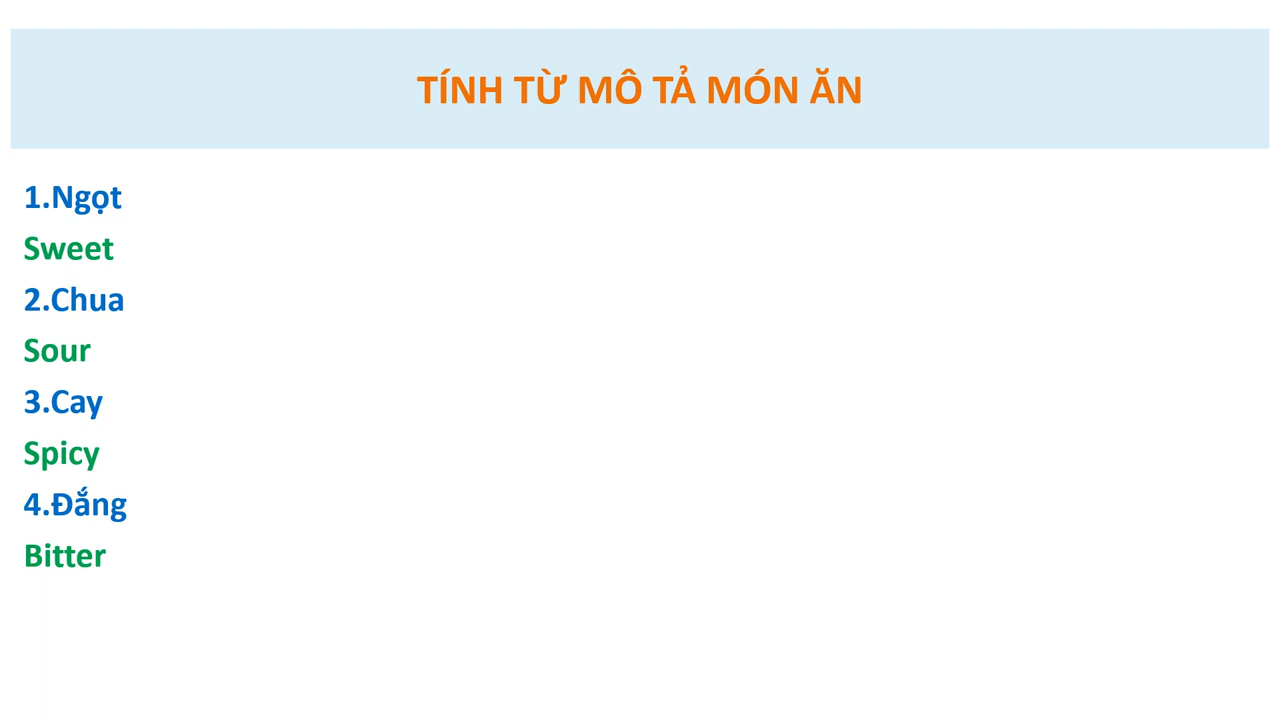 TÍNH TỪ MÔ TẢ MÓN ĂN
1.Ngọt
Sweet
2.Chua
Sour
3.Cay
Spicy
4.Đắng
Bitter